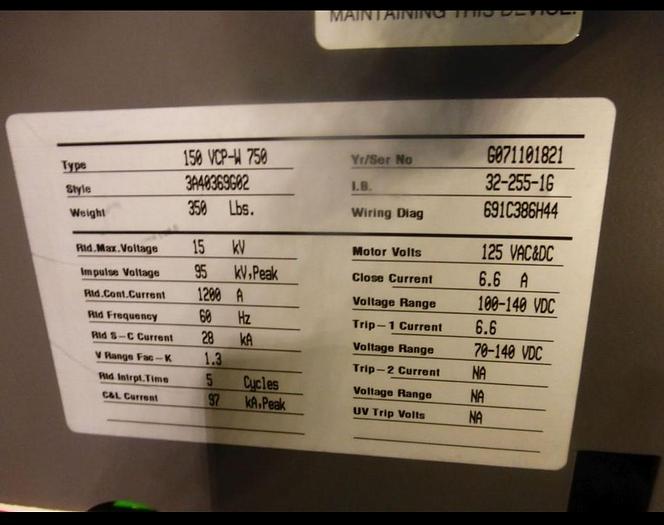 MAINTAINING THIS DEVICE.
Type 150 VCP-W 750
Style 3A40369G02
Weight 350 Lbs.
Yr/Ser No G071101821
I.B. 32-255-1G
Wiring Diag 691C386H44
Rtd.Max.Voltage 15 kV
Impulse Voltage 95 kV,Peak
Rtd.Cont.Current 1200 A
Rtd Frequency 60 Hz
Rtd S-C Current 28 kA
V Range Fac-K 1.3
Rtd Intrpt.Time 5 Cycles
C&L Current 97 kA,Peak
Motor Volts 125 VAC&DC
Close Current 6.6 A
Voltage Range 100-140 VDC
Trip-1 Current 6.6
Voltage Range 70-140 VDC
Trip-2 Current NA
Voltage Range NA
UV Trip Volts NA